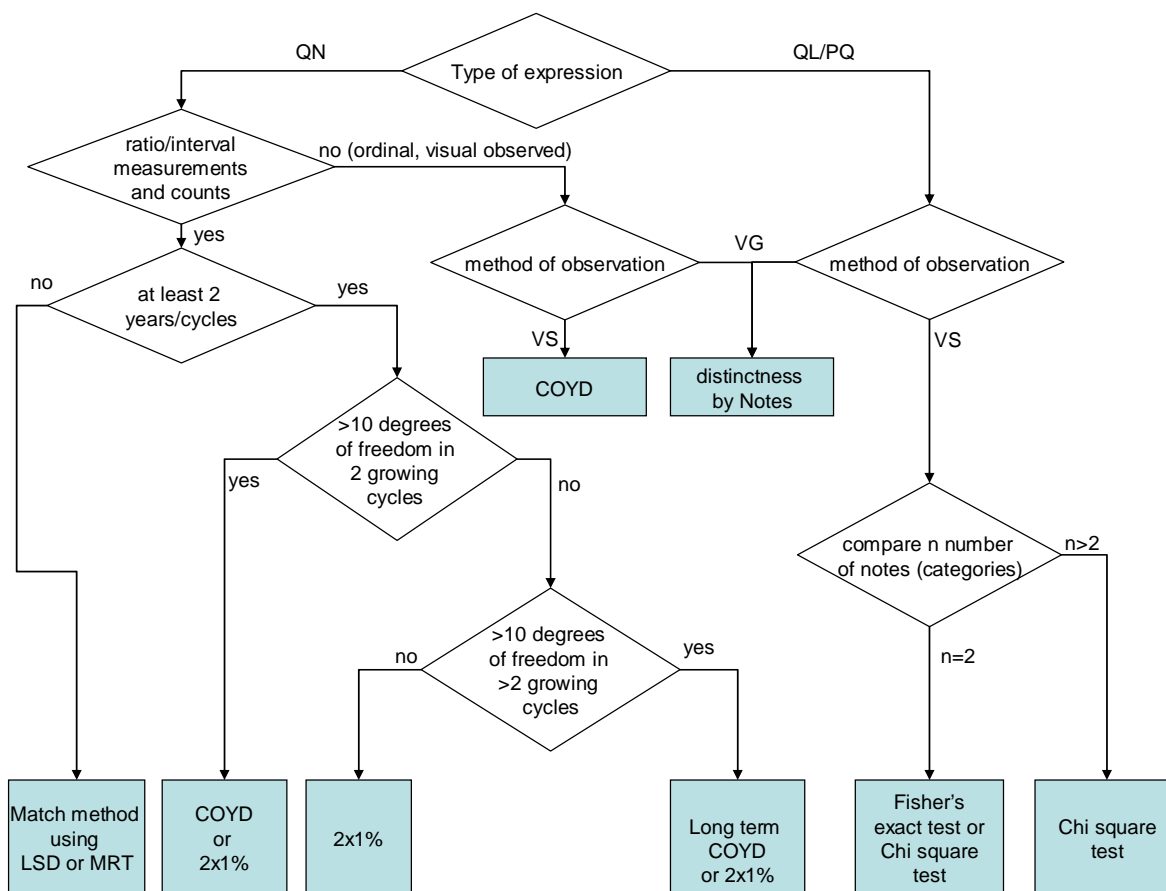 QN
QL/PQ
Type of expression
ratio/interval
measurements
and counts
no (ordinal, visual observed)
yes
VG
method of observation
method of observation
no
at least 2
years/cycles
yes
VS
VS
COYD
distinctness
by Notes
>10 degrees
of freedom in
2 growing
cycles
yes
no
compare n number
of notes (categories)
n>2
>10 degrees
of freedom in
>2 growing
cycles
no
yes
n=2
Match method
using
LSD or MRT
COYD
or
2x1%
2x1%
Long term
COYD
or 2x1%
Fisher's
exact test or
Chi square
test
Chi square
test